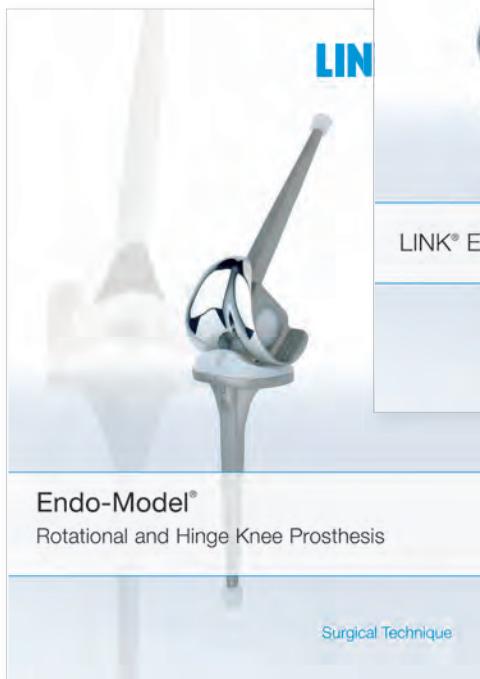 LIN
LINK® E
Endo-Model®
Rotational and Hinge Knee Prosthesis
Surgical Technique